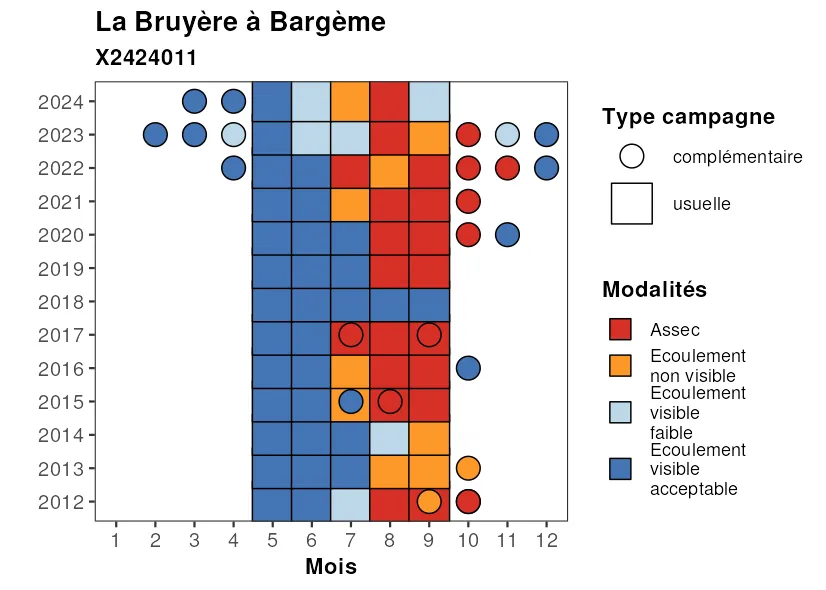 La Bruyère à Bargème
X2424011
2024
2023
2022
2021
2020
2019
2018
2017
2016
2015
2014
2013
2012
1 2 3 4 5 6 7 8 9 10 11 12
Mois
Type campagne
complémentaire
usuelle
Modalités
Assec
Ecoulement
non visible
Ecoulement
visible
faible
Ecoulement
visible
acceptable